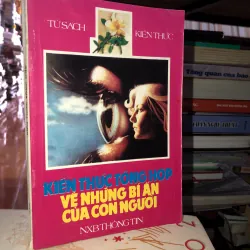 TỦ SÁCH KIẾN THỨC
KIẾN THỨC TỔNG HỢP
VỀ NHỮNG BÍ ẨN
CỦA CON NGƯỜI
NXB THÔNG TIN